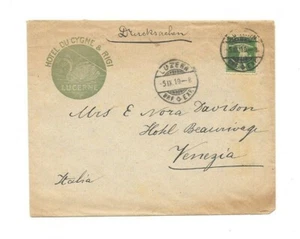 HOTEL DU CYGNE & RIGI
LUCERNE
Drucksachen
LUZERN
Mrs E Nora Davison
Hotel Beaurivage
Venezia
Italia